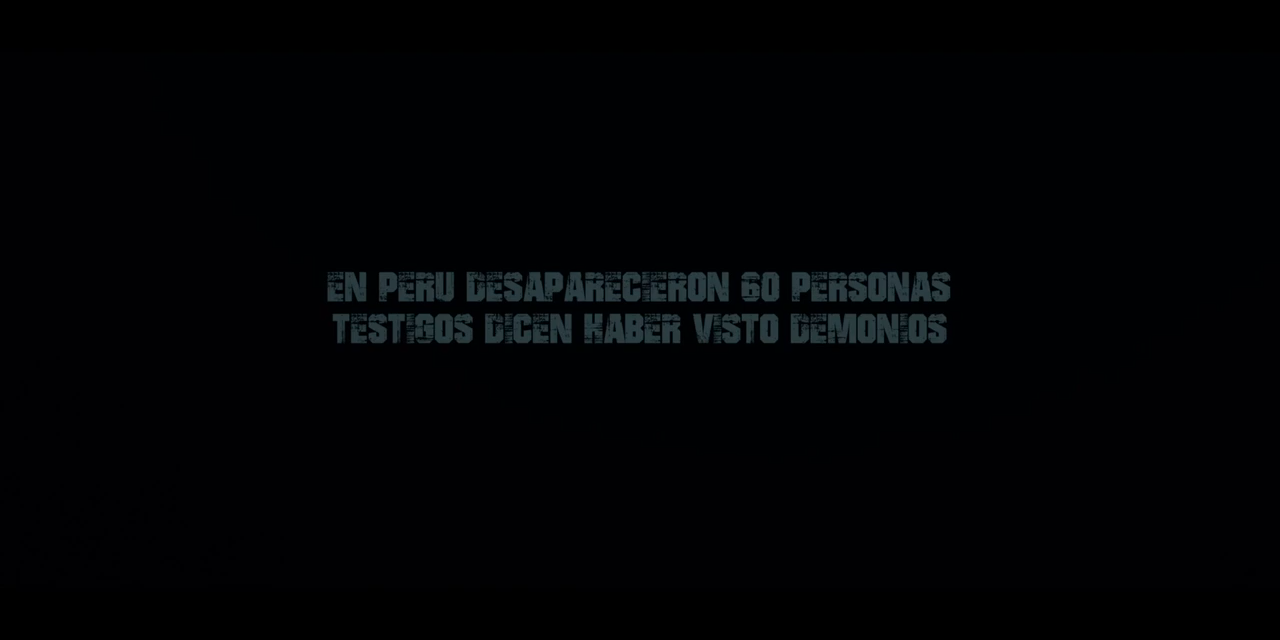 EN PERU DESAPARECIERON 60 PERSONAS
TESTIGOS DICEN HABER VISTO DEMONIOS